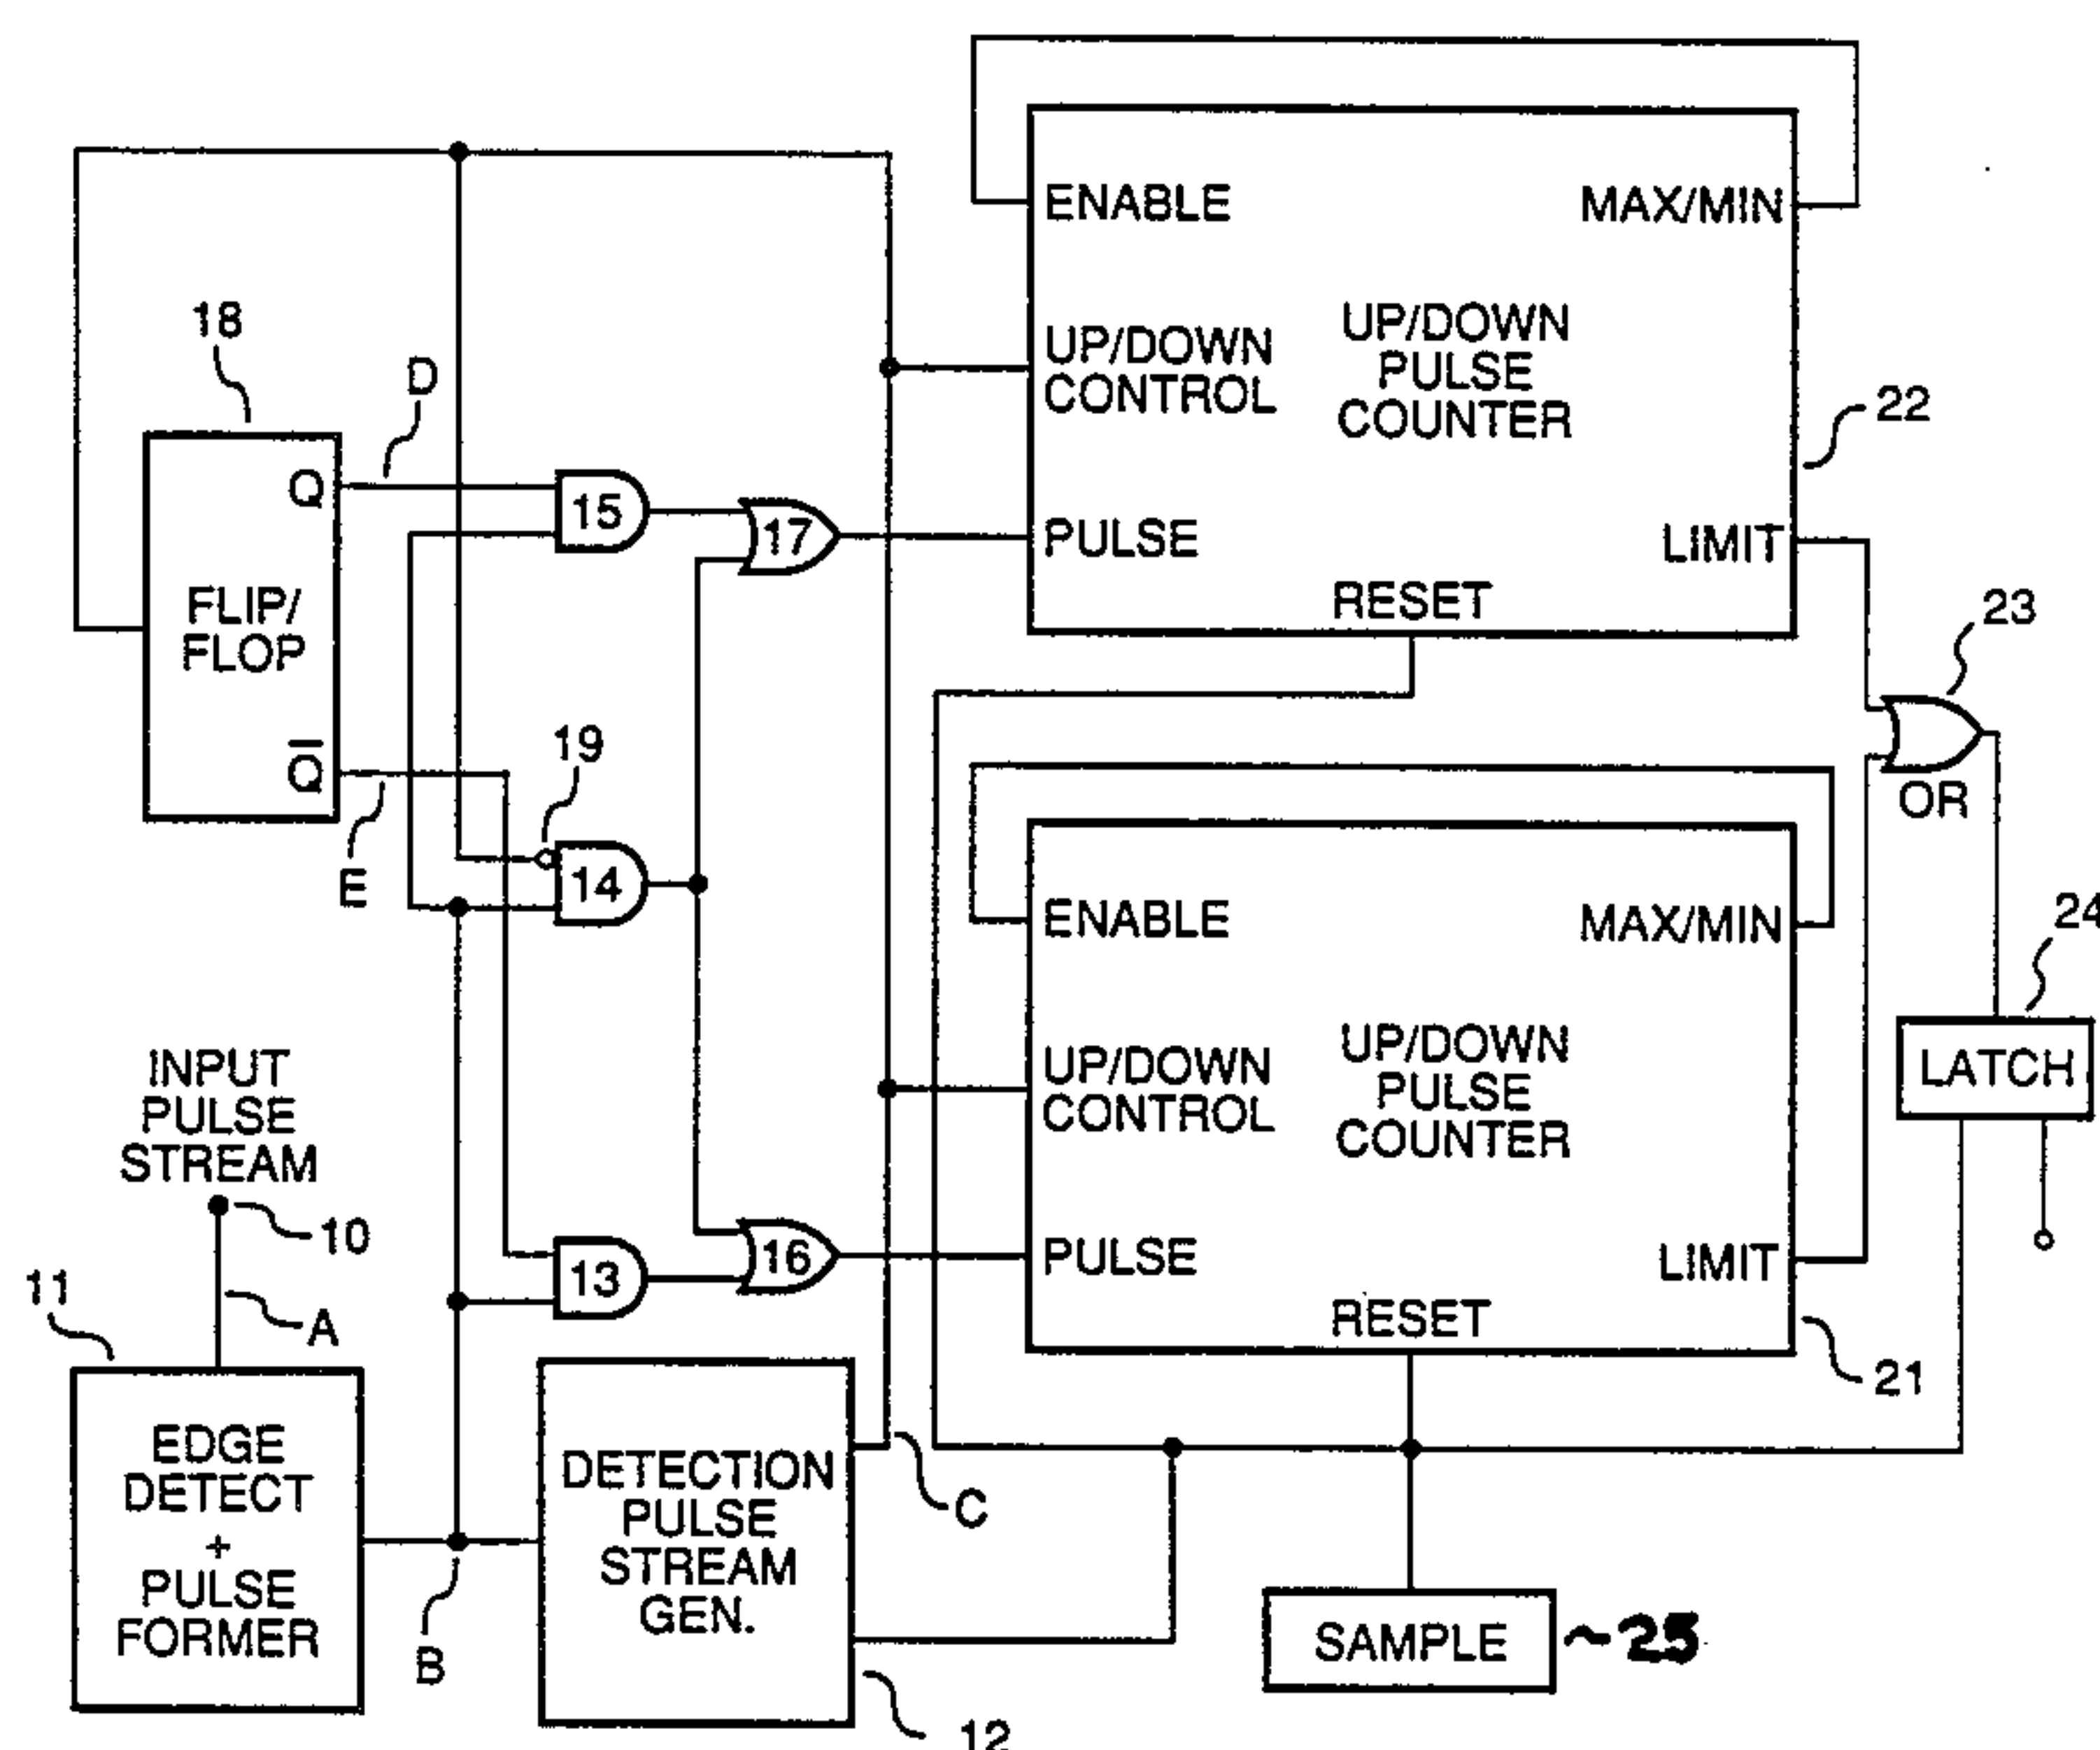 ENABLE
MAX/MIN
UP/DOWN
CONTROL
UP/DOWN
PULSE
COUNTER
22
PULSE
LIMIT
RESET
18
D
Q
15
17
FLIP/
FLOP
Q̅
E
19
14
23
OR
ENABLE
MAX/MIN
24
LATCH
UP/DOWN
CONTROL
UP/DOWN
PULSE
COUNTER
PULSE
LIMIT
RESET
21
INPUT
PULSE
STREAM
10
A
13
16
11
EDGE
DETECT
+
PULSE
FORMER
B
DETECTION
PULSE
STREAM
GEN.
C
12
SAMPLE
~25